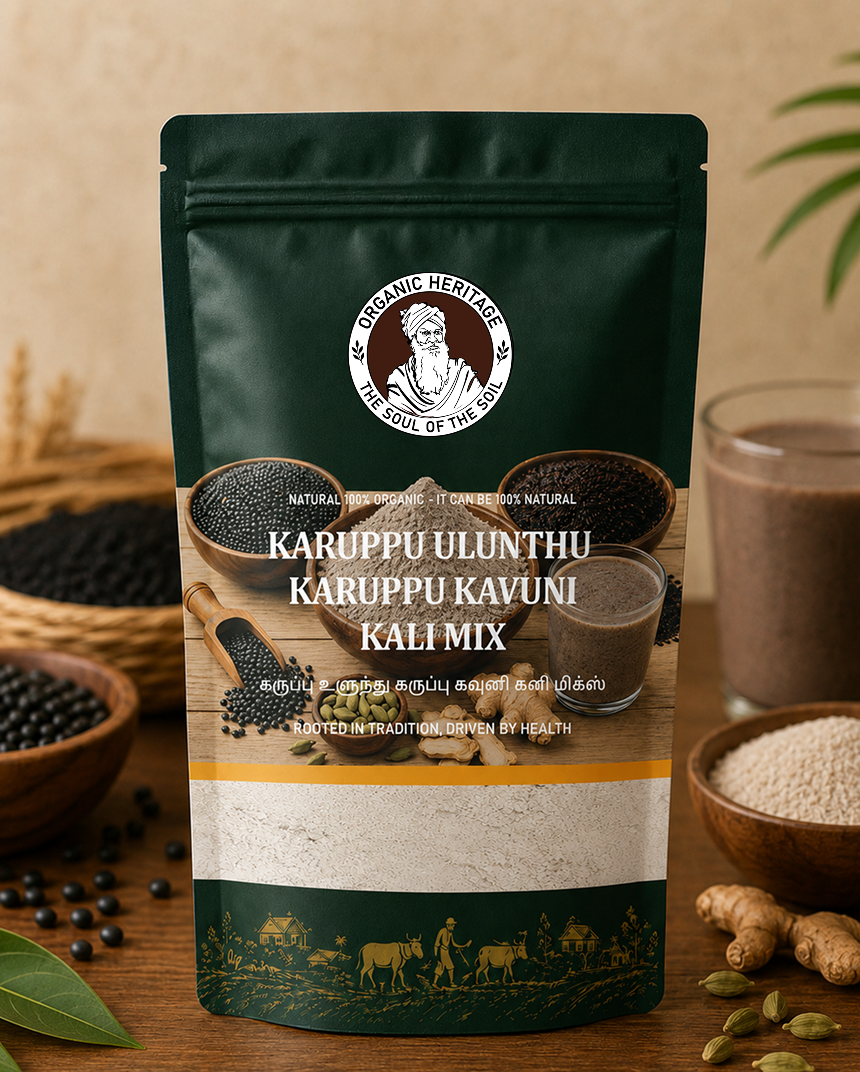 ORGANIC HERITAGE
THE SOUL OF THE SOIL
NATURAL 100% ORGANIC - IT CAN BE 100% NATURAL
KARUPPU ULUNTHU
KARUPPU KAVUNI
KALI MIX
கருப்பு உளுந்து கருப்பு கவுணி கனி மிக்ஸ்
ROOTED IN TRADITION, DRIVEN BY HEALTH